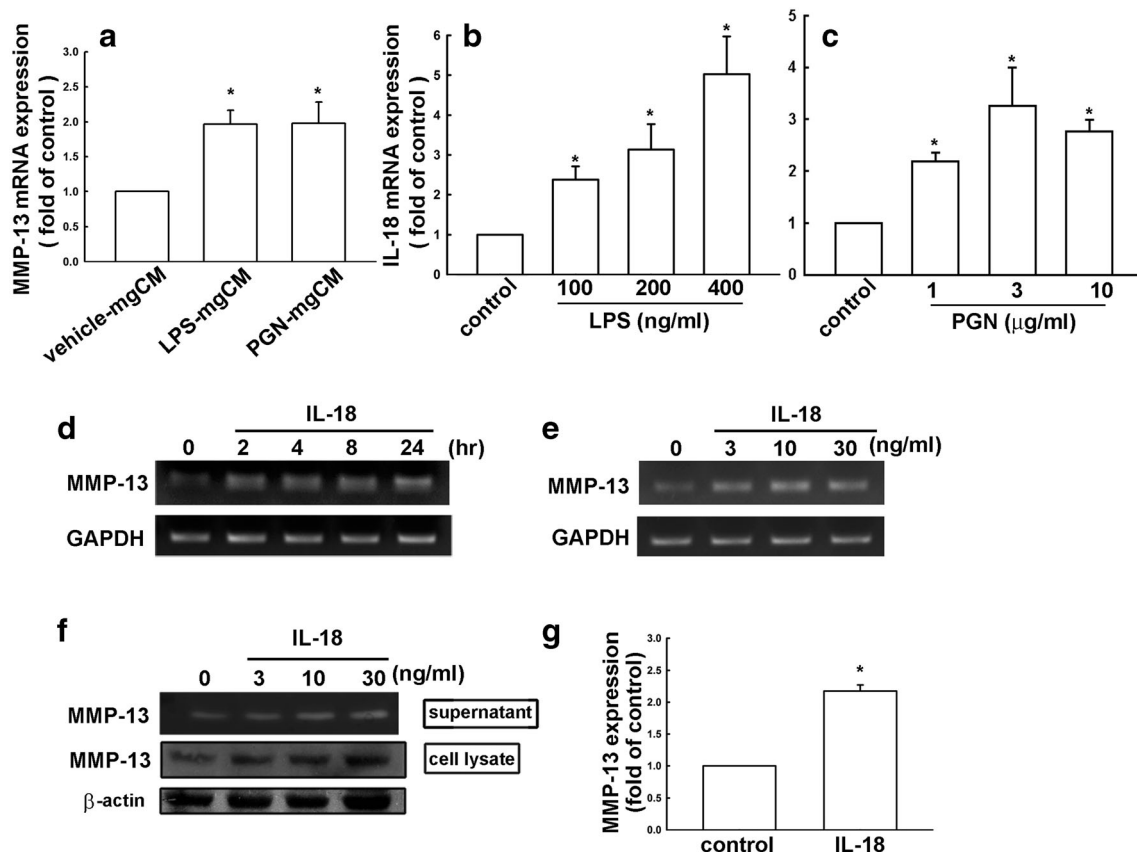 a
MMP-13 mRNA expression
( fold of control )
3.0
2.5
2.0
1.5
1.0
0.5
0.0
* *
vehicle-mgCM
LPS-mgCM
PGN-mgCM
b
IL-18 mRNA expression
( fold of control )
6
5
4
3
2
1
0
* * *
control
100 200 400
LPS (ng/ml)
c
5
4
3
2
1
0
* * *
control
1 3 10
PGN (μg/ml)
d
IL-18
0 2 4 8 24 (hr)
MMP-13
GAPDH
e
IL-18
0 3 10 30 (ng/ml)
MMP-13
GAPDH
f
IL-18
0 3 10 30 (ng/ml)
MMP-13 supernatant
MMP-13 cell lysate
β-actin
g
MMP-13 expression
(fold of control)
3.0
2.5
2.0
1.5
1.0
0.5
0.0
*
control IL-18